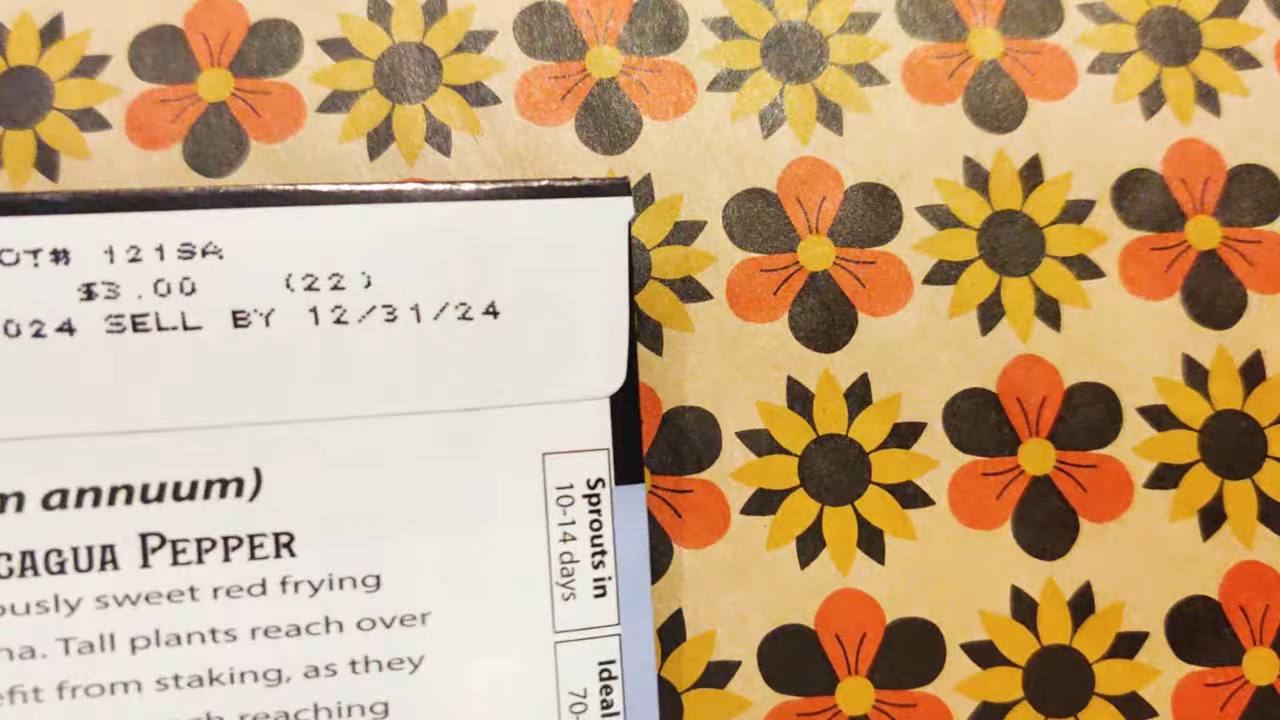 OT# 121SA
$3.00 (22)
024 SELL BY 12/31/24
m annuum)
CAGUA PEPPER
ously sweet red frying
na. Tall plants reach over
efit from staking, as they
reaching
Sprouts in
10-14 days
Ideal
70-